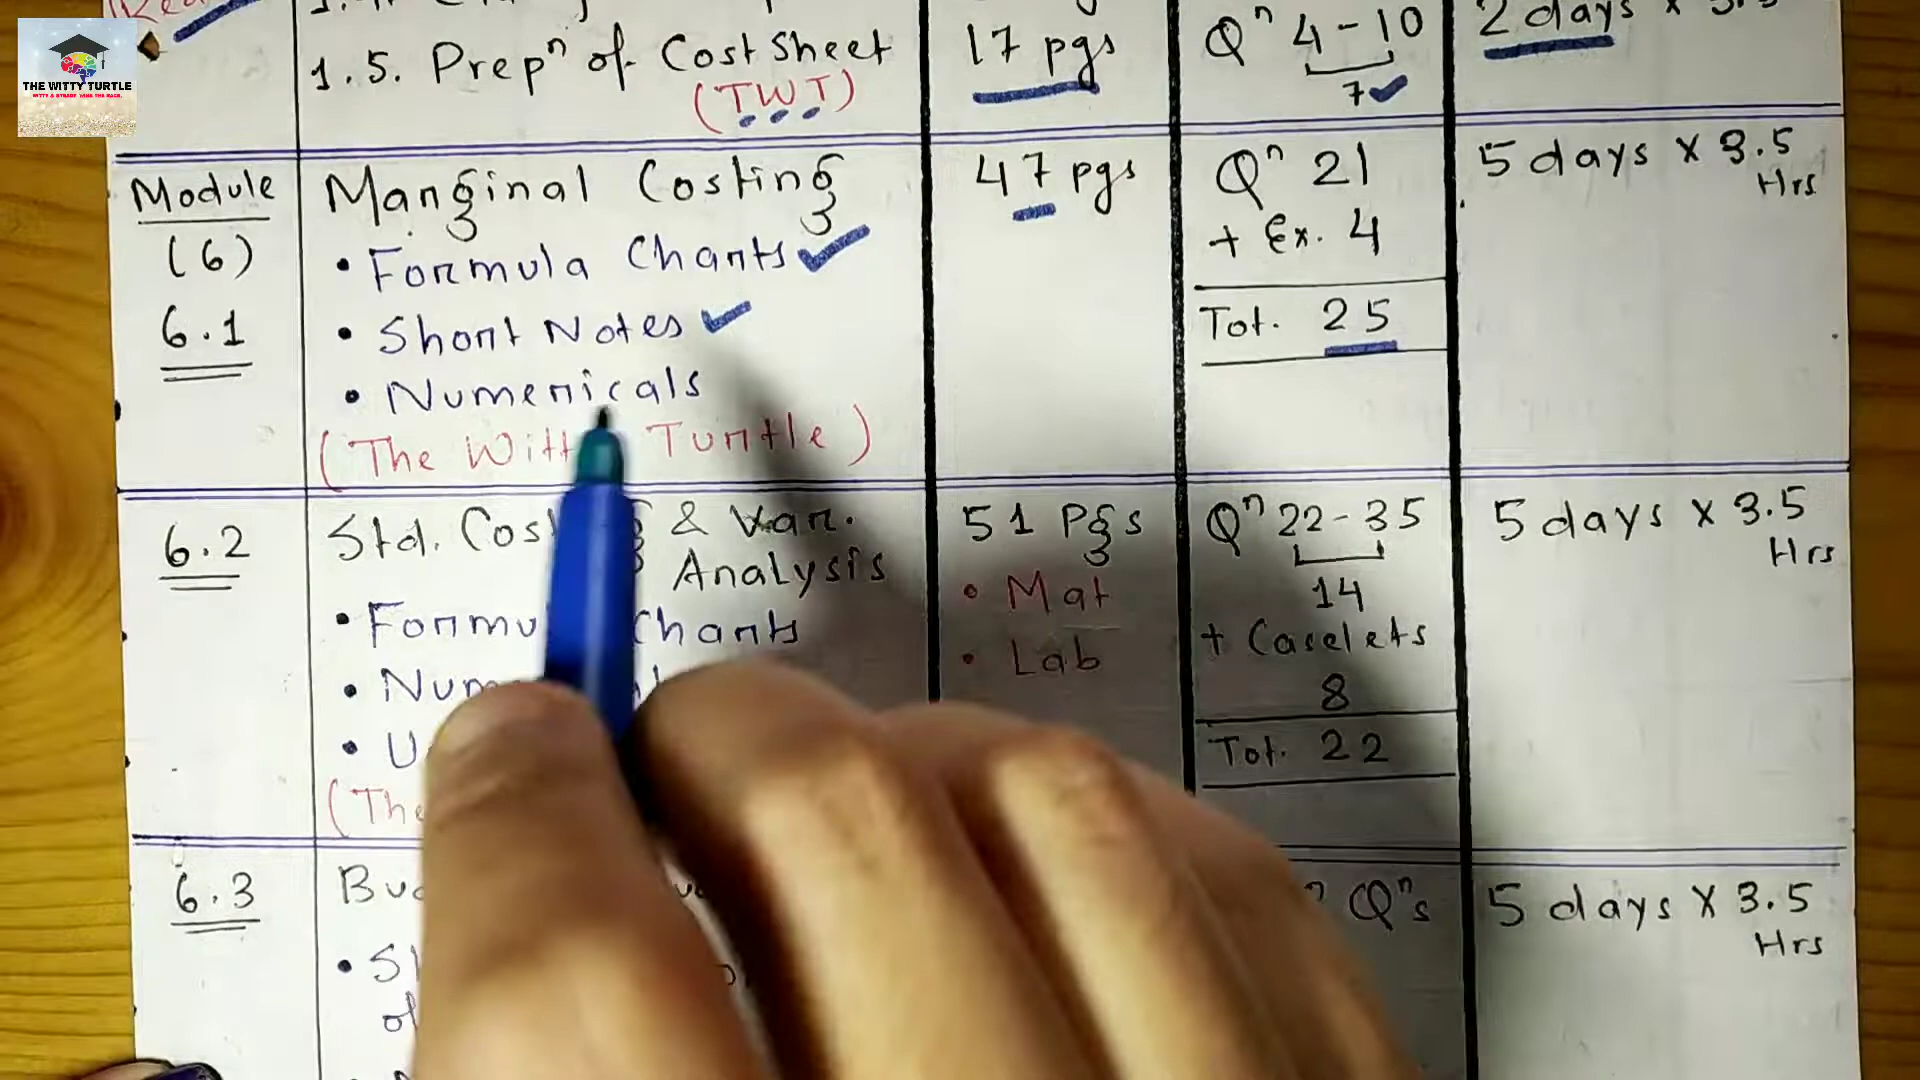 THE WITTY TURTLE
1.5. Prepⁿ of Cost Sheet
(TWT)
17 pgs
Qⁿ 4-10
7
2 days x
Module
(6)
6.1
Marginal Costing
• Formula Charts
• Short Notes
• Numericals
(The Witt Turtle)
47 pgs
Qⁿ 21
+ Ex. 4
Tot. 25
5 days x 3.5
Hrs
6.2
Std. Cos & Var.
Analysis
• Formu Charts
• Num
(The
51 Pgs
• Mat
• Lab
Qⁿ 22-35
14
+ Caselets
8
Tot. 22
5 days x 3.5
Hrs
6.3
Qⁿs
5 days x 3.5
Hrs